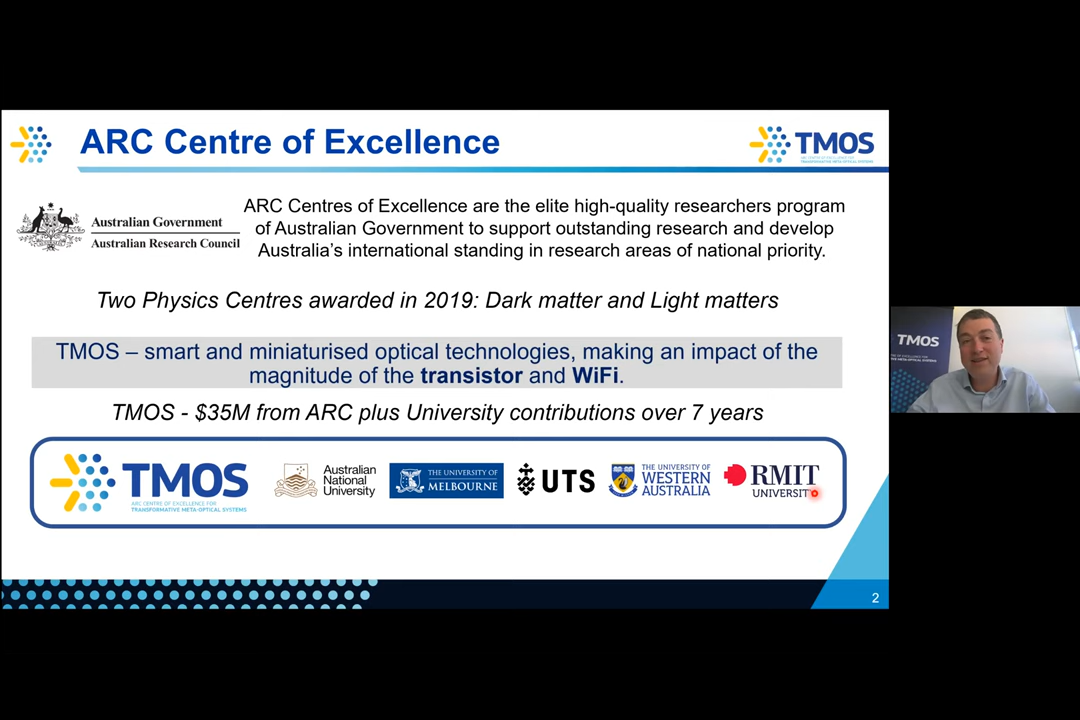 ARC Centre of Excellence
TMOS
ARC CENTRE OF EXCELLENCE FOR
TRANSFORMATIVE META-OPTICAL SYSTEMS
Australian Government
Australian Research Council
ARC Centres of Excellence are the elite high-quality researchers program
of Australian Government to support outstanding research and develop
Australia’s international standing in research areas of national priority.
Two Physics Centres awarded in 2019: Dark matter and Light matters
TMOS – smart and miniaturised optical technologies, making an impact of the
magnitude of the transistor and WiFi.
TMOS - $35M from ARC plus University contributions over 7 years
TMOS
ARC CENTRE OF EXCELLENCE FOR
TRANSFORMATIVE META-OPTICAL SYSTEMS
Australian
National
University
THE UNIVERSITY OF
MELBOURNE
UTS
THE UNIVERSITY OF
WESTERN
AUSTRALIA
RMIT
UNIVERSITY
2
TMOS